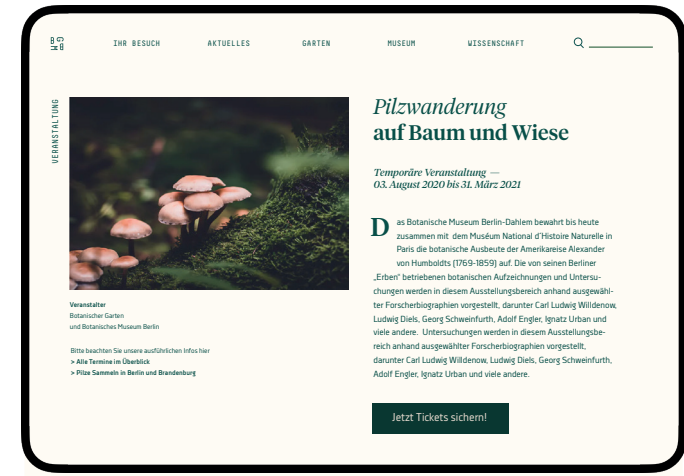 GB
BM
IHR BESUCH
AKTUELLES
GARTEN
MUSEUM
WISSENSCHAFT
VERANSTALTUNG
Pilzwanderung
auf Baum und Wiese
Temporäre Veranstaltung —
03. August 2020 bis 31. März 2021
Das Botanische Museum Berlin-Dahlem bewahrt bis heute
zusammen mit dem Muséum National d'Histoire Naturelle in
Paris die botanische Ausbeute der Amerikareise Alexander
von Humboldts (1769-1859) auf. Die von seinen Berliner
„Erben" betriebenen botanischen Aufzeichnungen und Untersu-
chungen werden in diesem Ausstellungsbereich anhand ausgewähl-
ter Forscherbiographien vorgestellt, darunter Carl Ludwig Willdenow,
Ludwig Diels, Georg Schweinfurth, Adolf Engler, Ignatz Urban und
viele andere. Untersuchungen werden in diesem Ausstellungsbe-
reich anhand ausgewählter Forscherbiographien vorgestellt,
darunter Carl Ludwig Willdenow, Ludwig Diels, Georg Schweinfurth,
Adolf Engler, Ignatz Urban und viele andere.
Jetzt Tickets sichern!
Veranstalter
Botanischer Garten
und Botanisches Museum Berlin
Bitte beachten Sie unsere ausführlichen Infos hier
> Alle Termine im Überblick
> Pilze Sammeln in Berlin und Brandenburg